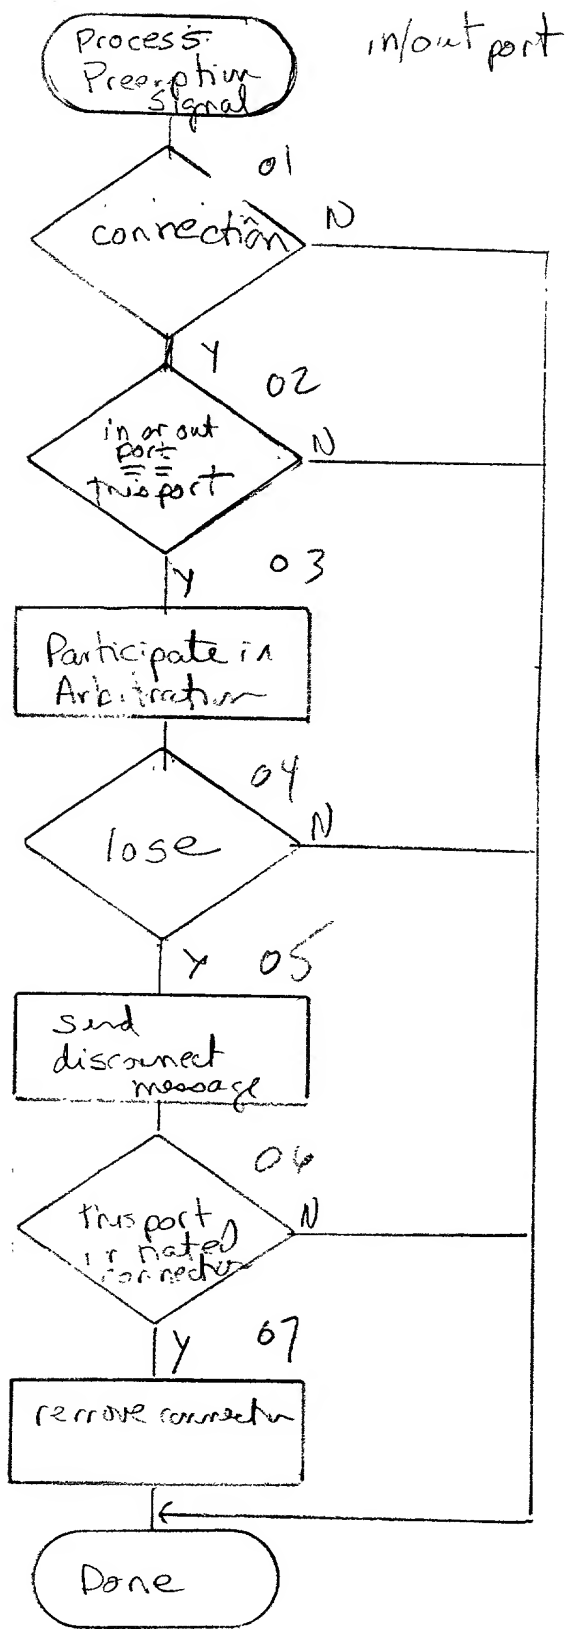 Process
Preemption
Signal
in/out port
01
connection
N
Y
02
in or out
port
==
this port
N
Y
03
Participate in
Arbitration
04
lose
N
Y
05
Send
disconnect
message
06
this port
N
connection
Y
07
remove connection
Done